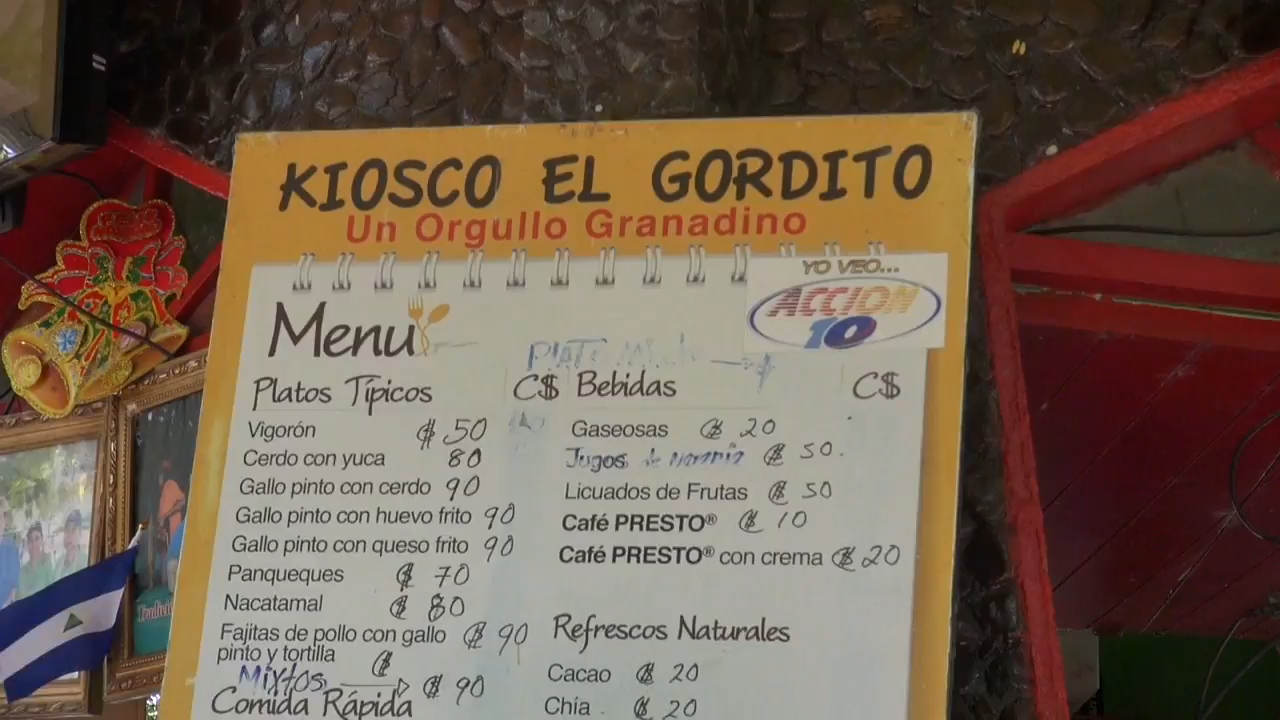 KIOSCO EL GORDITO
Un Orgullo Granadino
YO VEO...
ACCION
10
Menu
Platos Típicos C$
Vigorón ₡ 50
Cerdo con yuca 80
Gallo pinto con cerdo 90
Gallo pinto con huevo frito 90
Gallo pinto con queso frito 90
Panqueques ₡ 70
Nacatamal ₡ 80
Fajitas de pollo con gallo ₡ 90
pinto y tortilla ₡
Mixtos → ₡ 90
Comida Rápida
Bebidas C$
Gaseosas ₡ 20
Jugos de naranja ₡ 50.
Licuados de Frutas ₡ 50
Café PRESTO® ₡ 10
Café PRESTO® con crema ₡ 20
Refrescos Naturales
Cacao ₡ 20
Chía ₡ 20